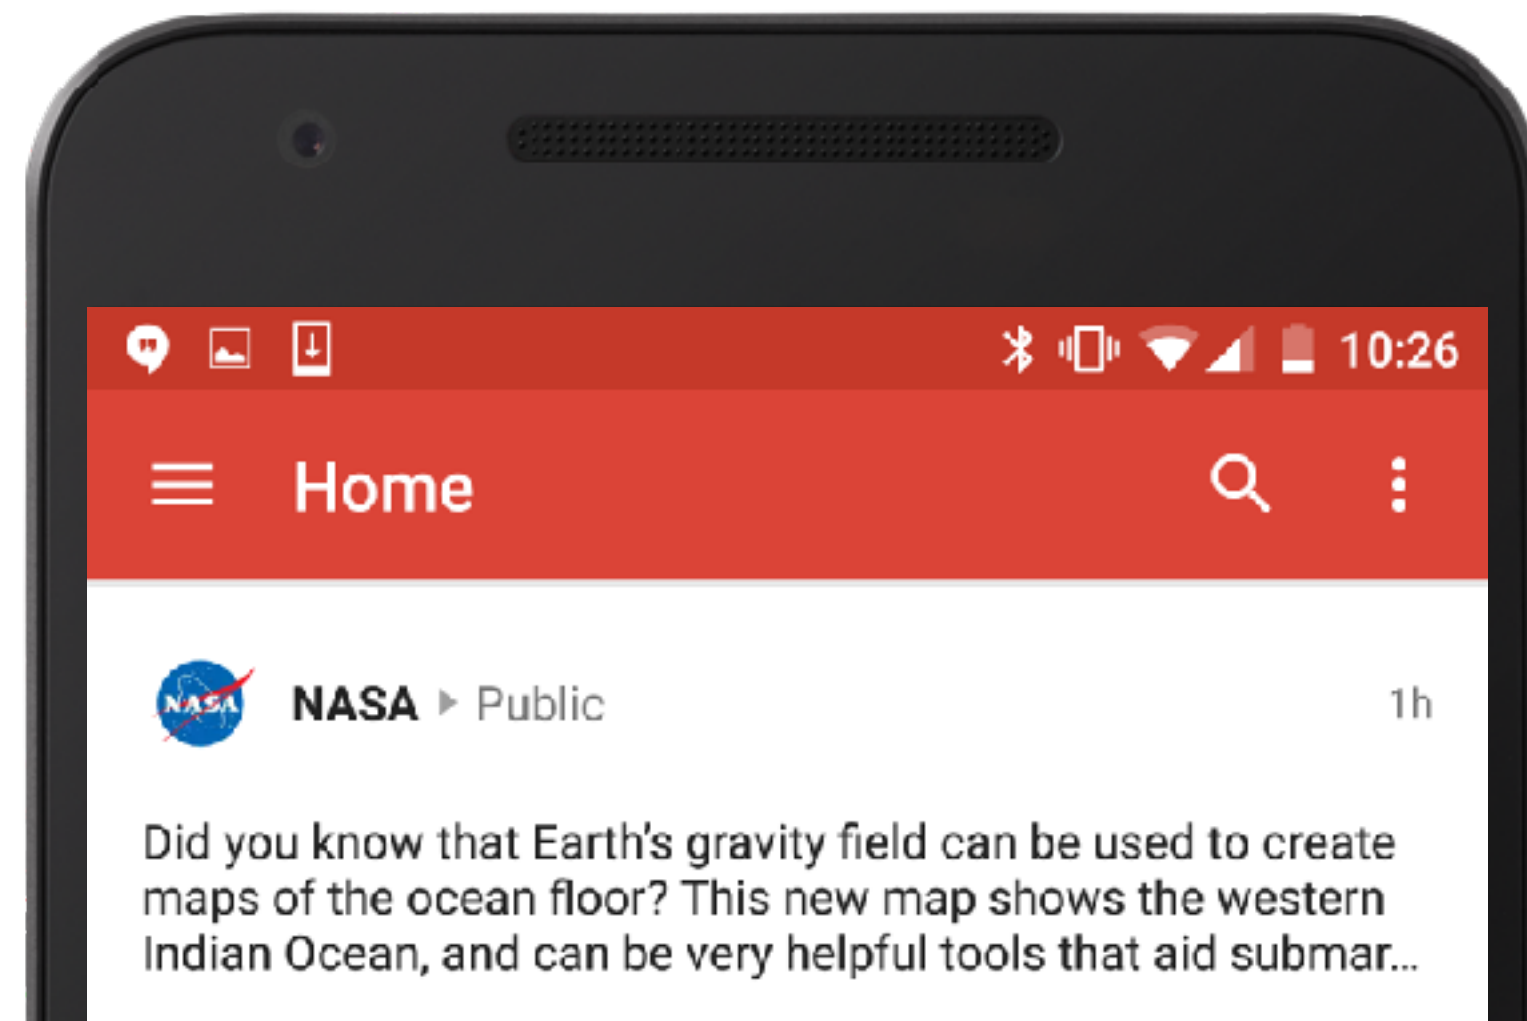 10:26
Home
NASA
NASA ▸ Public
1h
Did you know that Earth's gravity field can be used to create
maps of the ocean floor? This new map shows the western
Indian Ocean, and can be very helpful tools that aid submar...